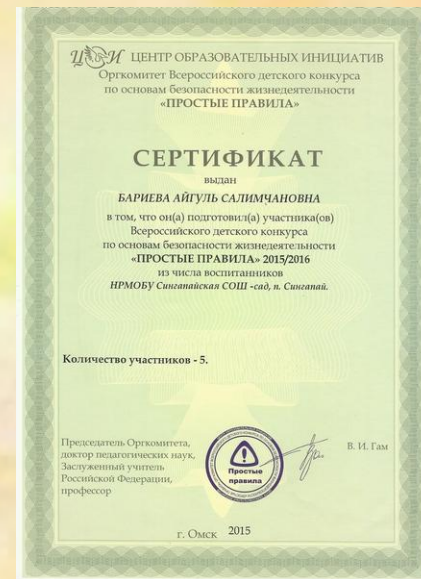 ЦОИ ЦЕНТР ОБРАЗОВАТЕЛЬНЫХ ИНИЦИАТИВ
Оргкомитет Всероссийского детского конкурса
по основам безопасности жизнедеятельности
«ПРОСТЫЕ ПРАВИЛА»
СЕРТИФИКАТ
выдан
БАРИЕВА АЙГУЛЬ САЛИМЧАНОВНА
в том, что он(а) подготовил(а) участника(ов)
Всероссийского детского конкурса
по основам безопасности жизнедеятельности
«ПРОСТЫЕ ПРАВИЛА» 2015/2016
из числа воспитанников
НРМОБУ Сингапайская СОШ -сад, п. Сингапай.
Количество участников - 5.
Председатель Оргкомитета,
доктор педагогических наук,
Заслуженный учитель
Российской Федерации,
профессор
Простые
правила
В. И. Гам
г. Омск 2015